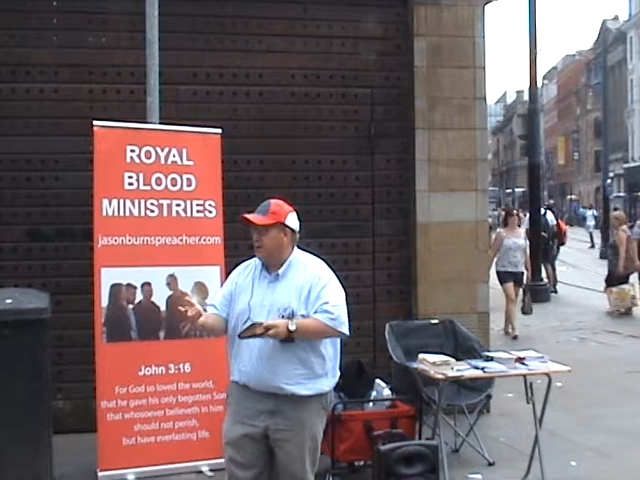 ROYAL
BLOOD
MINISTRIES
jasonburnspreacher.com
John 3:16
For God so loved the world,
that he gave his only begotten Son
that whosoever believeth in him
should not perish,
but have everlasting life.